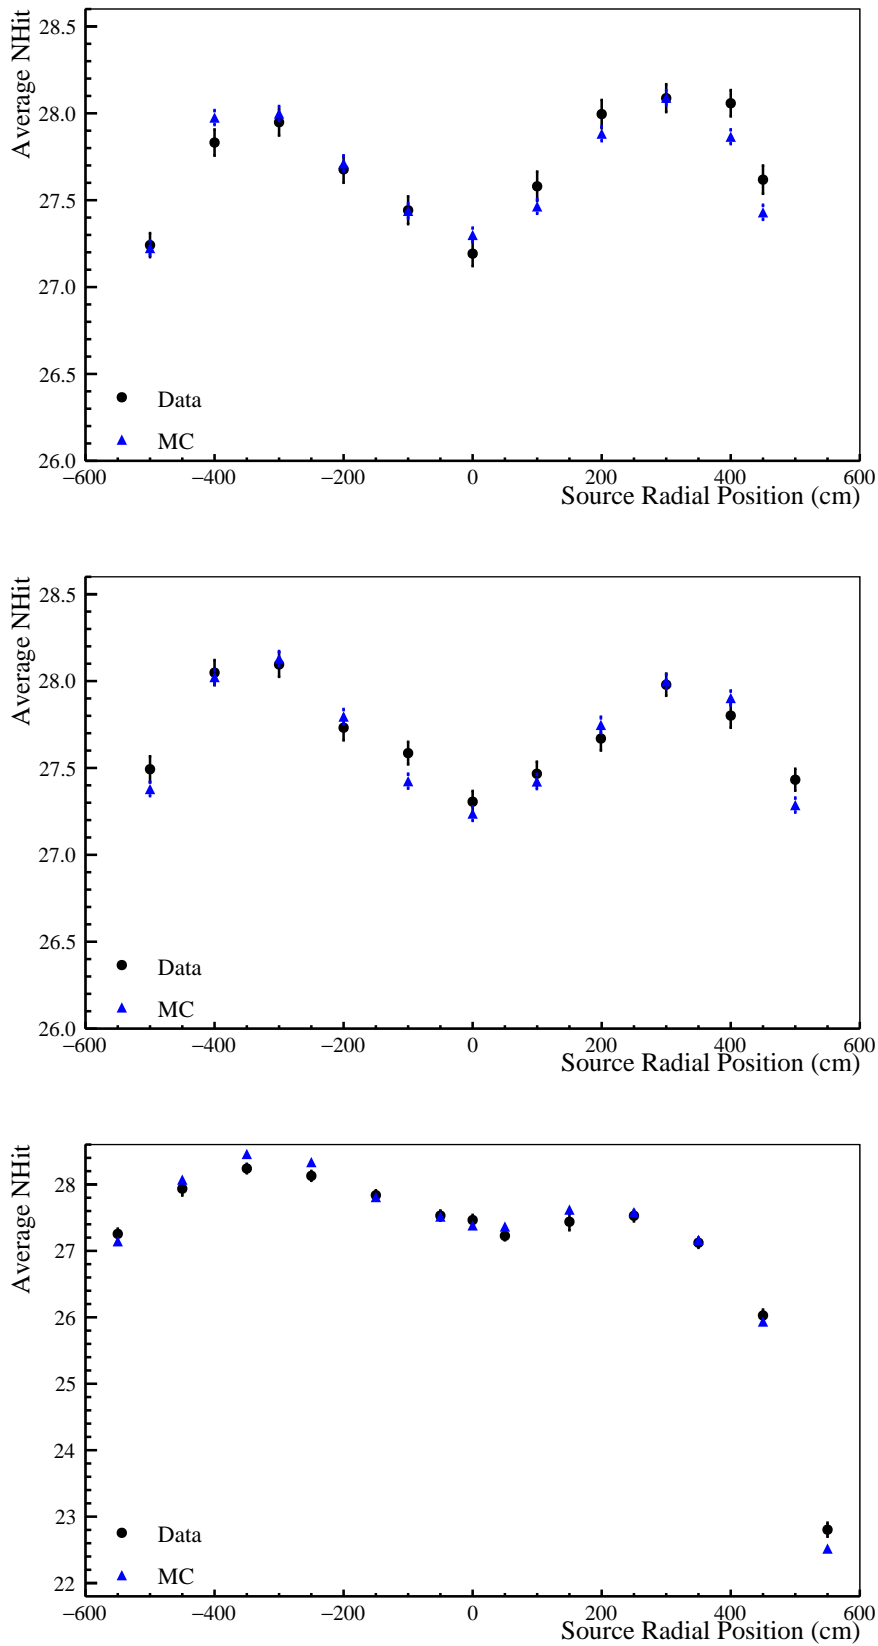 Average NHit
28.5
28.0
27.5
27.0
26.5
26.0
Data
MC
−600 −400 −200 0 200 400 600
Source Radial Position (cm)
Average NHit
28.5
28.0
27.5
27.0
26.5
26.0
Data
MC
−600 −400 −200 0 200 400 600
Source Radial Position (cm)
Average NHit
28
27
26
25
24
23
22
Data
MC
−600 −400 −200 0 200 400 600
Source Radial Position (cm)